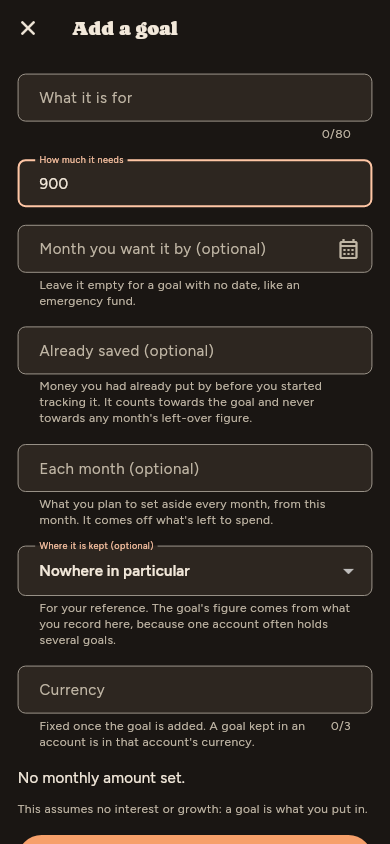 Add a goal
What it is for
0/80
How much it needs
900
Month you want it by (optional)
Leave it empty for a goal with no date, like an
emergency fund.
Already saved (optional)
Money you had already put by before you started
tracking it. It counts towards the goal and never
towards any month's left-over figure.
Each month (optional)
What you plan to set aside every month, from this
month. It comes off what's left to spend.
Where it is kept (optional)
Nowhere in particular
For your reference. The goal's figure comes from what
you record here, because one account often holds
several goals.
Currency
Fixed once the goal is added. A goal kept in an 0/3
account is in that account's currency.
No monthly amount set.
This assumes no interest or growth: a goal is what you put in.